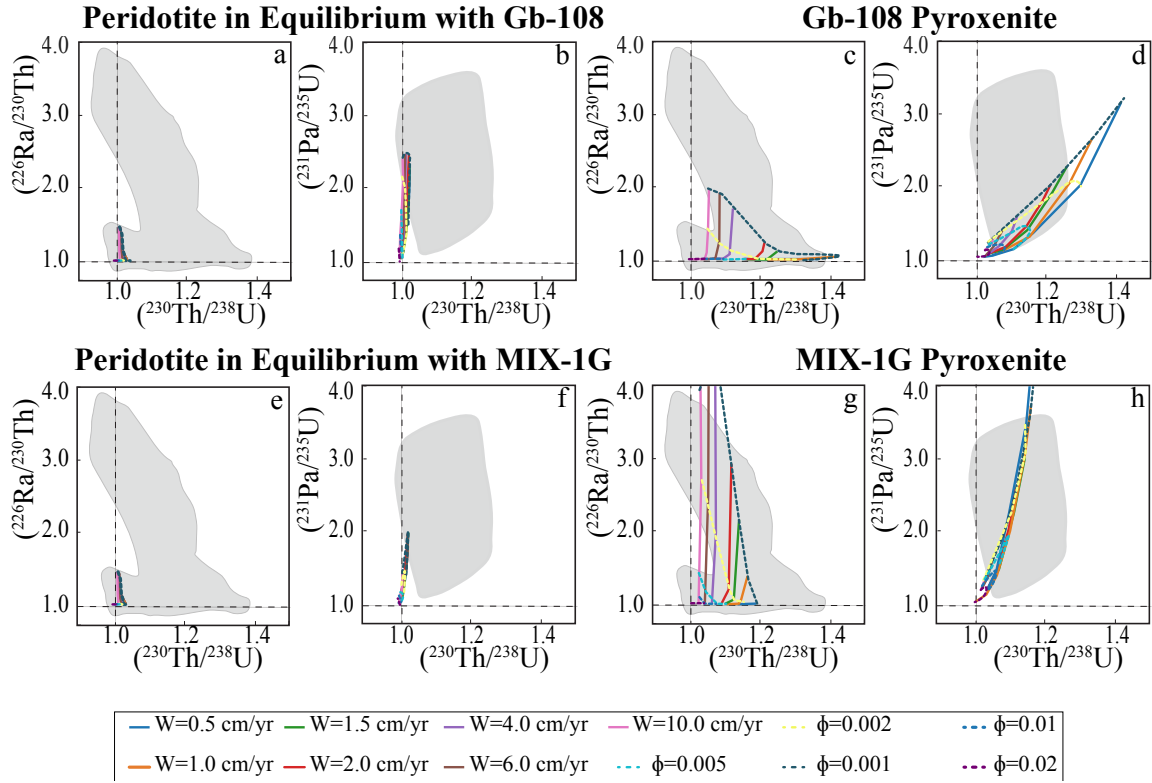 Peridotite in Equilibrium with Gb-108
Gb-108 Pyroxenite
a
4.0
3.0
2.0
1.0
(²²⁶Ra/²³⁰Th)
1.0 1.2 1.4
(²³⁰Th/²³⁸U)
b
4.0
3.0
2.0
1.0
(²³¹Pa/²³⁵U)
1.0 1.2 1.4
(²³⁰Th/²³⁸U)
c
4.0
3.0
2.0
1.0
(²²⁶Ra/²³⁰Th)
1.0 1.2 1.4
(²³⁰Th/²³⁸U)
d
4.0
3.0
2.0
1.0
(²³¹Pa/²³⁵U)
1.0 1.2 1.4
(²³⁰Th/²³⁸U)
Peridotite in Equilibrium with MIX-1G
MIX-1G Pyroxenite
e
4.0
3.0
2.0
1.0
(²²⁶Ra/²³⁰Th)
1.0 1.2 1.4
(²³⁰Th/²³⁸U)
f
4.0
3.0
2.0
1.0
(²³¹Pa/²³⁵U)
1.0 1.2 1.4
(²³⁰Th/²³⁸U)
g
4.0
3.0
2.0
1.0
(²²⁶Ra/²³⁰Th)
1.0 1.2 1.4
(²³⁰Th/²³⁸U)
h
4.0
3.0
2.0
1.0
(²³¹Pa/²³⁵U)
1.0 1.2 1.4
(²³⁰Th/²³⁸U)
W=0.5 cm/yr W=1.5 cm/yr W=4.0 cm/yr W=10.0 cm/yr ϕ=0.002 ϕ=0.01
W=1.0 cm/yr W=2.0 cm/yr W=6.0 cm/yr ϕ=0.005 ϕ=0.001 ϕ=0.02